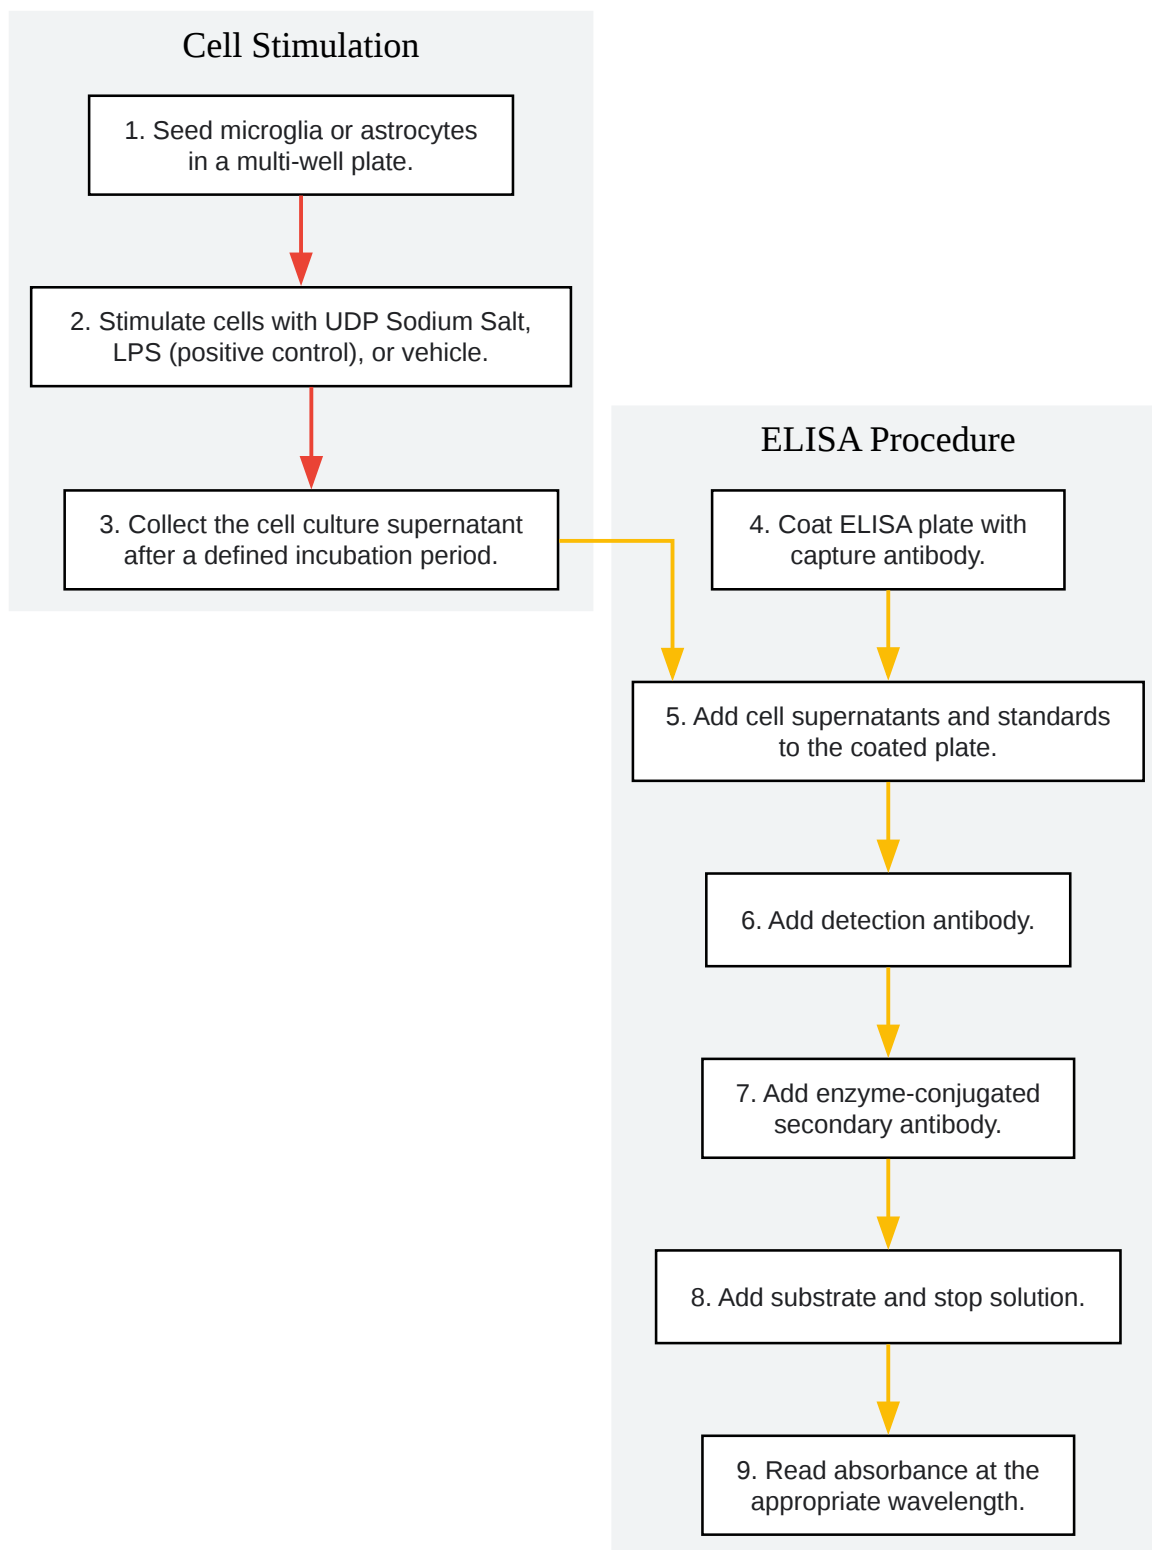 Cell Stimulation
1. Seed microglia or astrocytes
in a multi-well plate.
2. Stimulate cells with UDP Sodium Salt,
LPS (positive control), or vehicle.
3. Collect the cell culture supernatant
after a defined incubation period.
ELISA Procedure
4. Coat ELISA plate with
capture antibody.
5. Add cell supernatants and standards
to the coated plate.
6. Add detection antibody.
7. Add enzyme-conjugated
secondary antibody.
8. Add substrate and stop solution.
9. Read absorbance at the
appropriate wavelength.